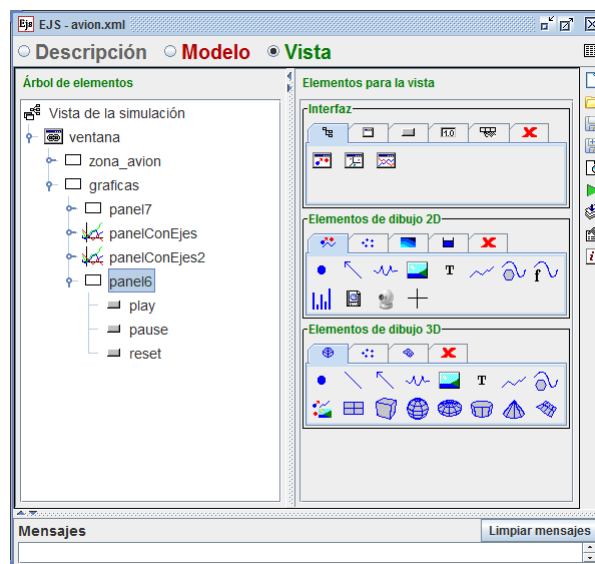 EJS - avion.xml
Descripción Modelo Vista
Árbol de elementos
Vista de la simulación
ventana
zona_avion
graficas
panel7
panelConEjes
panelConEjes2
panel6
play
pause
reset
Elementos para la vista
Interfaz
1.0
Elementos de dibujo 2D
T
f
Elementos de dibujo 3D
T
Mensajes
Limpiar mensajes